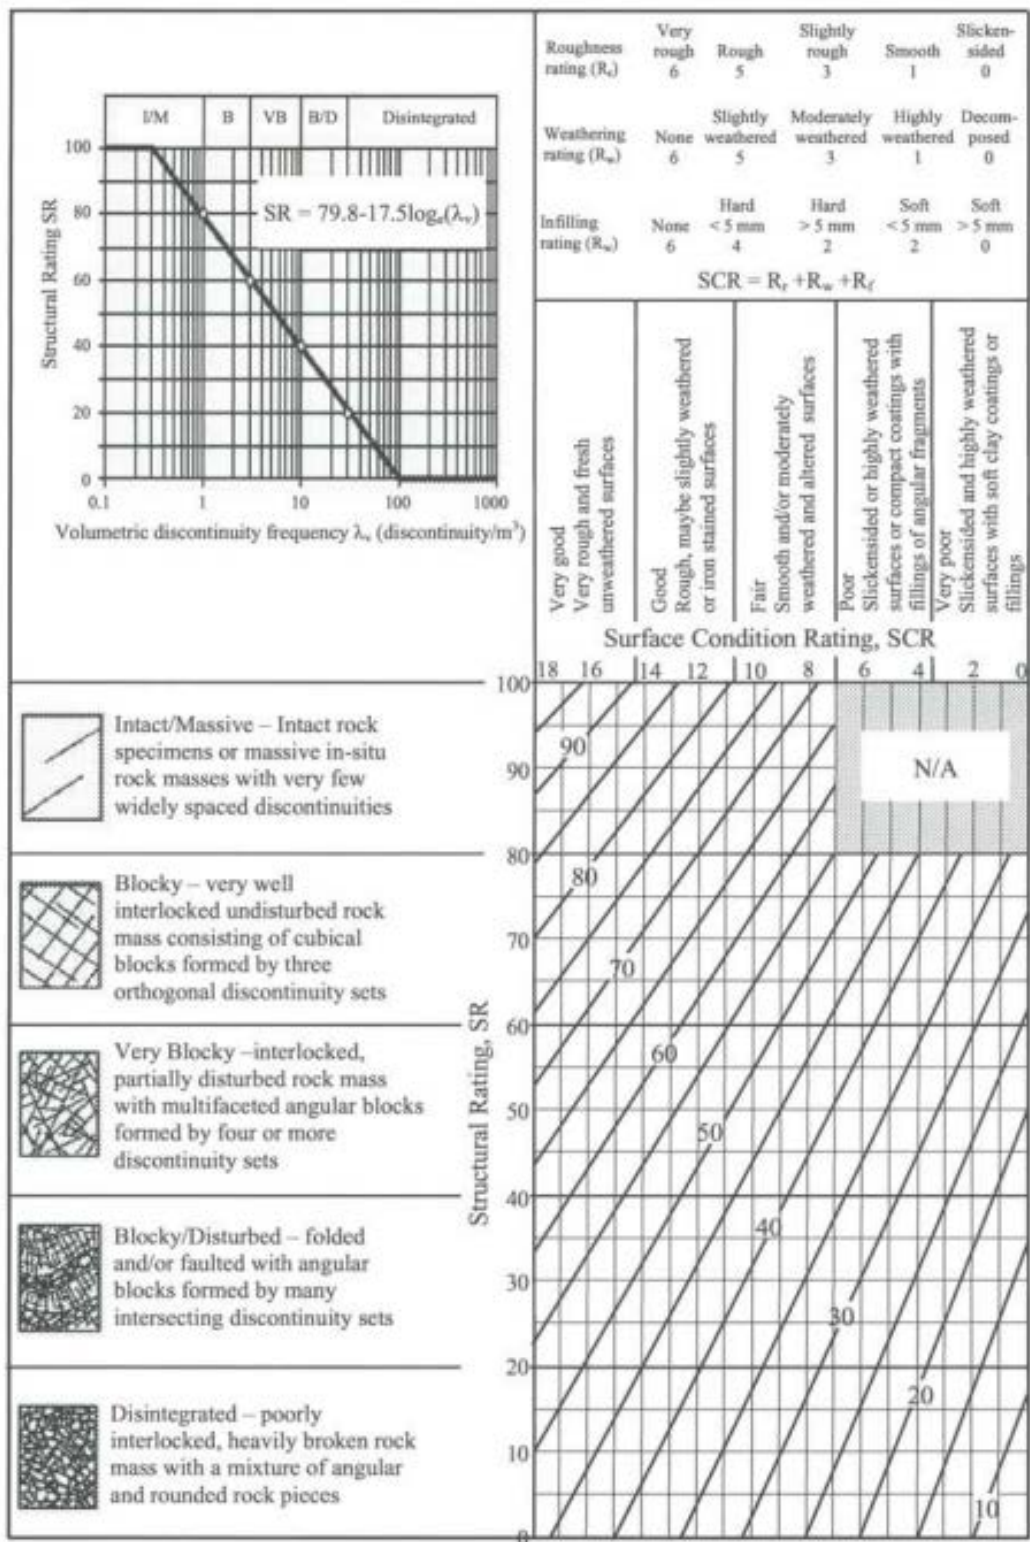 I/M B VB B/D Disintegrated
100
80
60
40
20
0
Structural Rating SR
SR = 79.8-17.5logₑ(λᵥ)
0.1 1 10 100 1000
Volumetric discontinuity frequency λᵥ (discontinuity/m³)
Roughness rating (Rᵣ)
Very rough 6
Rough 5
Slightly rough 3
Smooth 1
Slicken-sided 0
Weathering rating (R_w)
None 6
Slightly weathered 5
Moderately weathered 3
Highly weathered 1
Decom-posed 0
Infilling rating (R_w)
None 6
Hard < 5 mm 4
Hard > 5 mm 2
Soft < 5 mm 2
Soft > 5 mm 0
SCR = Rᵣ +R_w +R_f
Very good
Very rough and fresh
unweathered surfaces
Good
Rough, maybe slightly weathered
or iron stained surfaces
Fair
Smooth and/or moderately
weathered and altered surfaces
Poor
Slickensided or highly weathered
surfaces or compact coatings with
fillings of angular fragments
Very poor
Slickensided and highly weathered
surfaces with soft clay coatings or
fillings
Surface Condition Rating, SCR
18 16 14 12 10 8 6 4 2 0
Intact/Massive – Intact rock
specimens or massive in-situ
rock masses with very few
widely spaced discontinuities
Blocky – very well
interlocked undisturbed rock
mass consisting of cubical
blocks formed by three
orthogonal discontinuity sets
Very Blocky –interlocked,
partially disturbed rock mass
with multifaceted angular blocks
formed by four or more
discontinuity sets
Blocky/Disturbed – folded
and/or faulted with angular
blocks formed by many
intersecting discontinuity sets
Disintegrated – poorly
interlocked, heavily broken rock
mass with a mixture of angular
and rounded rock pieces
Structural Rating, SR
100
90
80
70
60
50
40
30
20
10
0
N/A
90
80
70
60
50
40
30
20
10